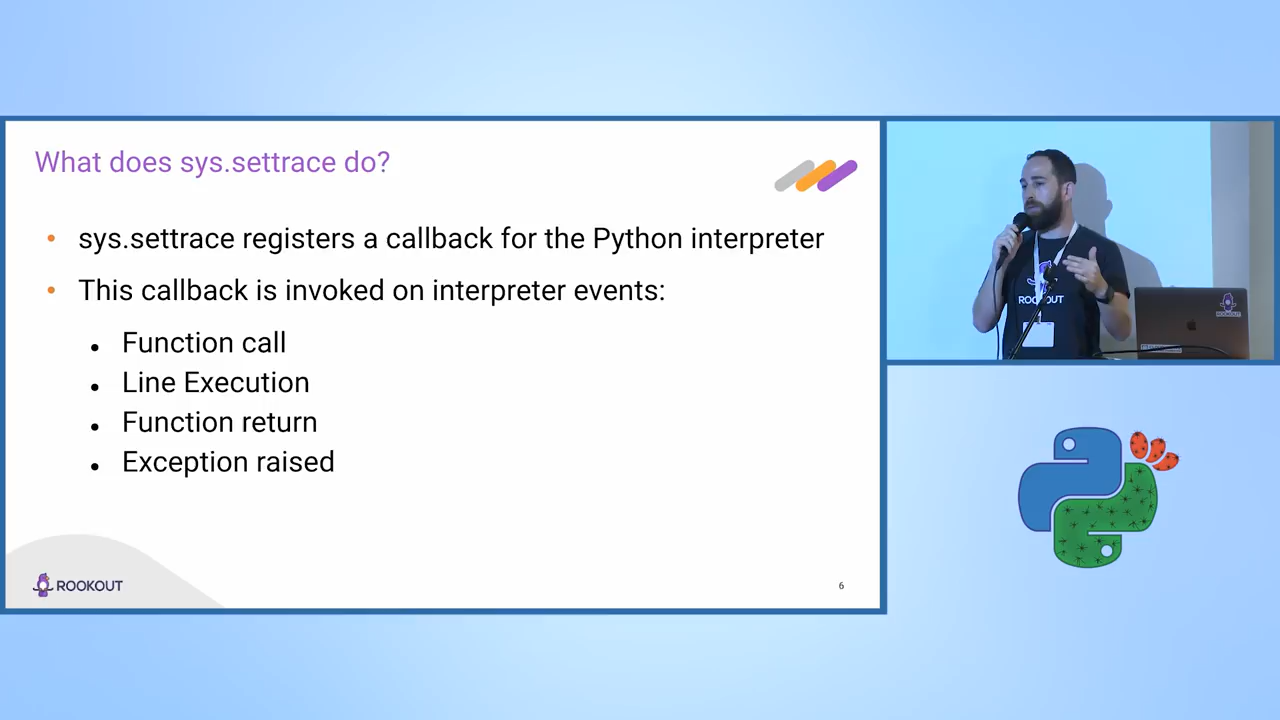 What does sys.settrace do?
sys.settrace registers a callback for the Python interpreter
This callback is invoked on interpreter events:
Function call
Line Execution
Function return
Exception raised
ROOKOUT
6
ROOKOUT
ROOKOUT